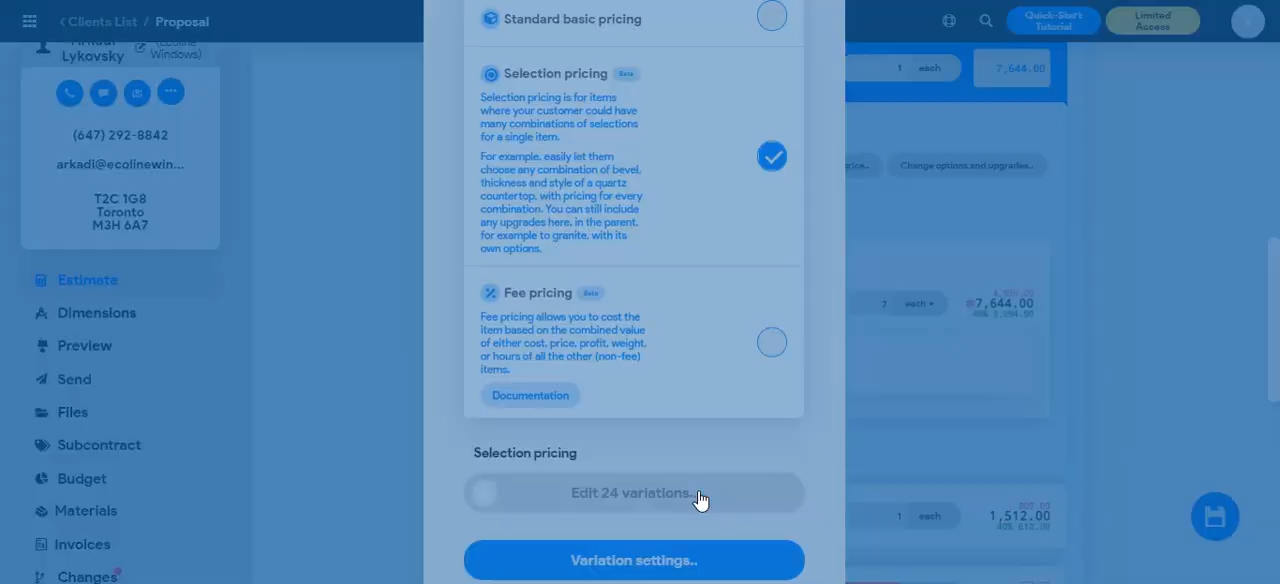 Clients List / Proposal
Quick-Start
Tutorial
Limited
Access
Lykovsky
Windows)
(647) 292-8842
arkadi@ecolinewin...
T2C 1G8
Toronto
M3H 6A7
Estimate
Dimensions
Preview
Send
Files
Subcontract
Budget
Materials
Invoices
Changes
Standard basic pricing
Selection pricing Beta
Selection pricing is for items
where your customer could have
many combinations of selections
for a single item.
For example, easily let them
choose any combination of bevel,
thickness and style of a quartz
countertop, with pricing for every
combination. You can still include
any upgrades here, in the parent,
for example to granite, with its
own options.
Fee pricing Beta
Fee pricing allows you to cost the
item based on the combined value
of either cost, price, profit, weight,
or hours of all the other (non-fee)
items.
Documentation
Selection pricing
Edit 24 variations..
Variation settings..
1 each 7,644.00
Change options and upgrades..
7,644.00
each
1 each 1,512.00
40% 612.00